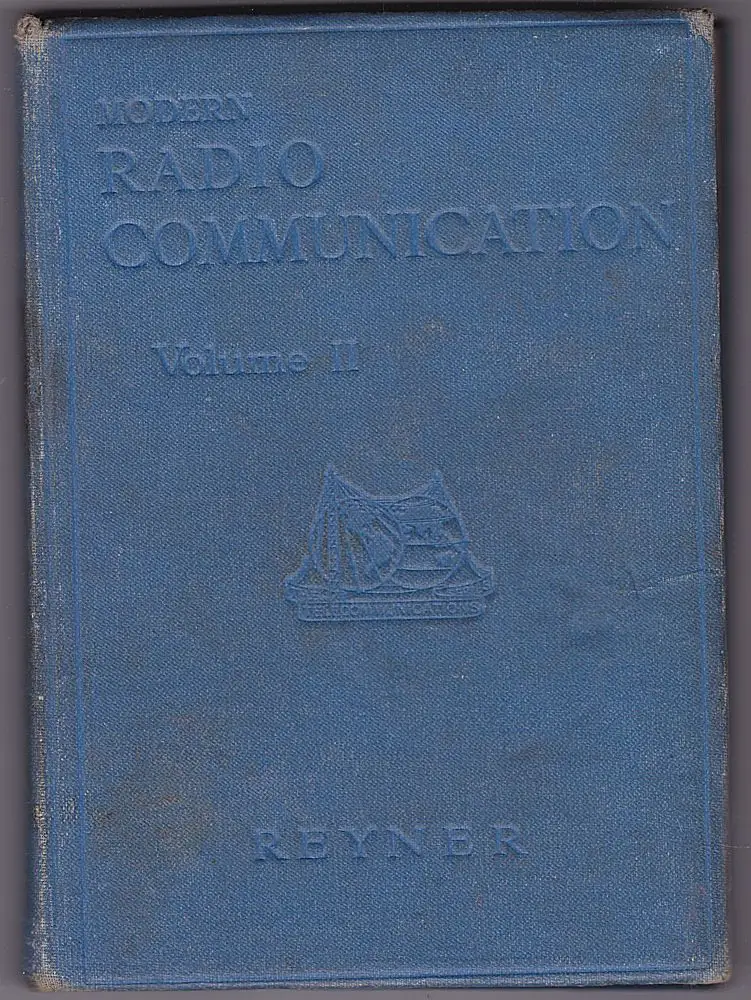 MODERN
RADIO
COMMUNICATION
Volume II
TELECOMMUNICATIONS
REYNER